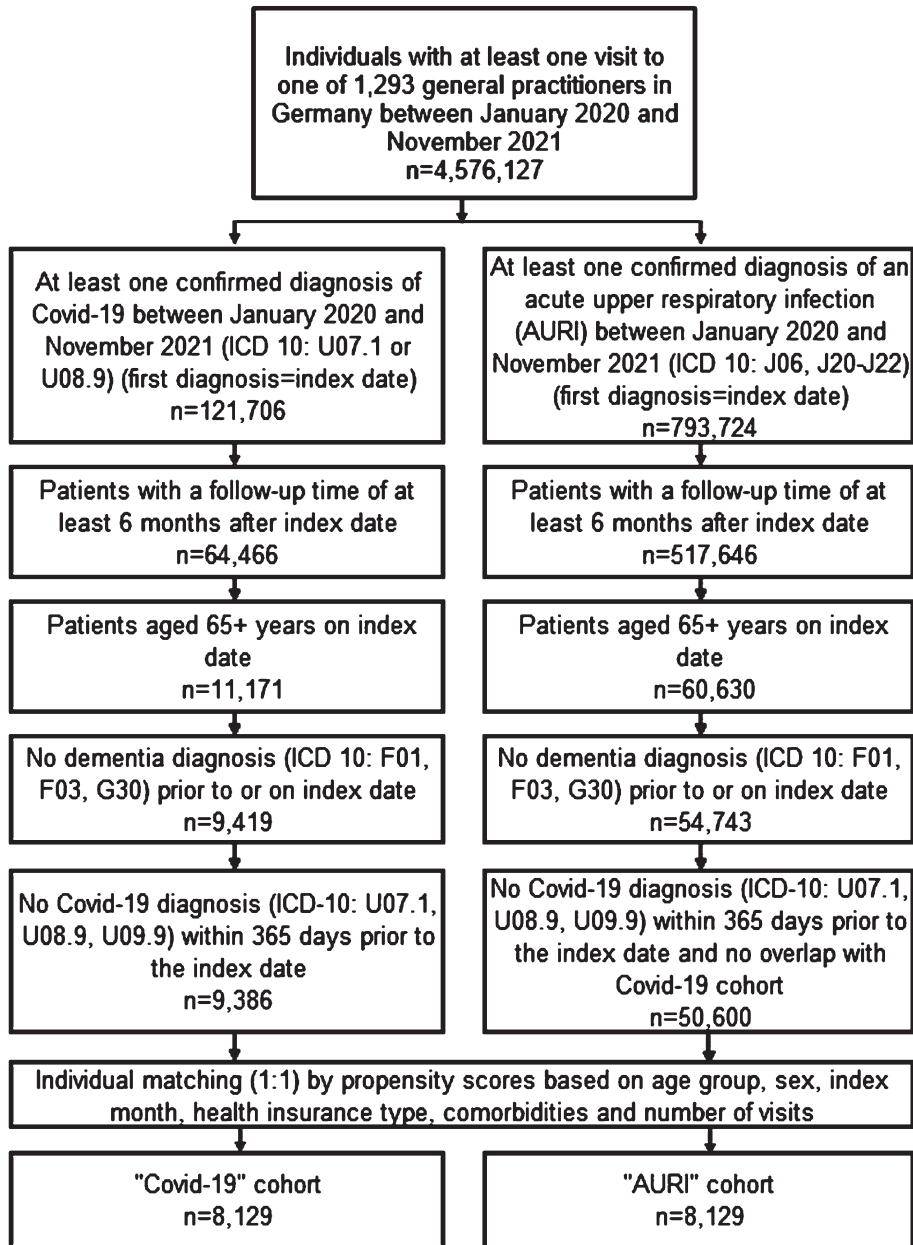 Individuals with at least one visit to
one of 1,293 general practitioners in
Germany between January 2020 and
November 2021
n=4,576,127
At least one confirmed diagnosis of
Covid-19 between January 2020 and
November 2021 (ICD 10: U07.1 or
U08.9) (first diagnosis=index date)
n=121,706
At least one confirmed diagnosis of an
acute upper respiratory infection
(AURI) between January 2020 and
November 2021 (ICD 10: J06, J20-J22)
(first diagnosis=index date)
n=793,724
Patients with a follow-up time of at
least 6 months after index date
n=64,466
Patients with a follow-up time of at
least 6 months after index date
n=517,646
Patients aged 65+ years on index
date
n=11,171
Patients aged 65+ years on index
date
n=60,630
No dementia diagnosis (ICD 10: F01,
F03, G30) prior to or on index date
n=9,419
No dementia diagnosis (ICD 10: F01,
F03, G30) prior to or on index date
n=54,743
No Covid-19 diagnosis (ICD-10: U07.1,
U08.9, U09.9) within 365 days prior to
the index date
n=9,386
No Covid-19 diagnosis (ICD-10: U07.1,
U08.9, U09.9) within 365 days prior to
the index date and no overlap with
Covid-19 cohort
n=50,600
Individual matching (1:1) by propensity scores based on age group, sex, index
month, health insurance type, comorbidities and number of visits
"Covid-19" cohort
n=8,129
"AURI" cohort
n=8,129